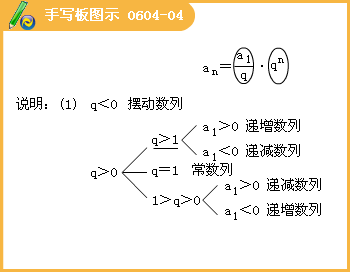 手写板图示 0604-04
aₙ＝a₁/q · qⁿ
说明：(1) q＜0 摆动数列
q＞0
q＞1
a₁＞0 递增数列
a₁＜0 递减数列
q＝1 常数列
1＞q＞0
a₁＞0 递减数列
a₁＜0 递增数列